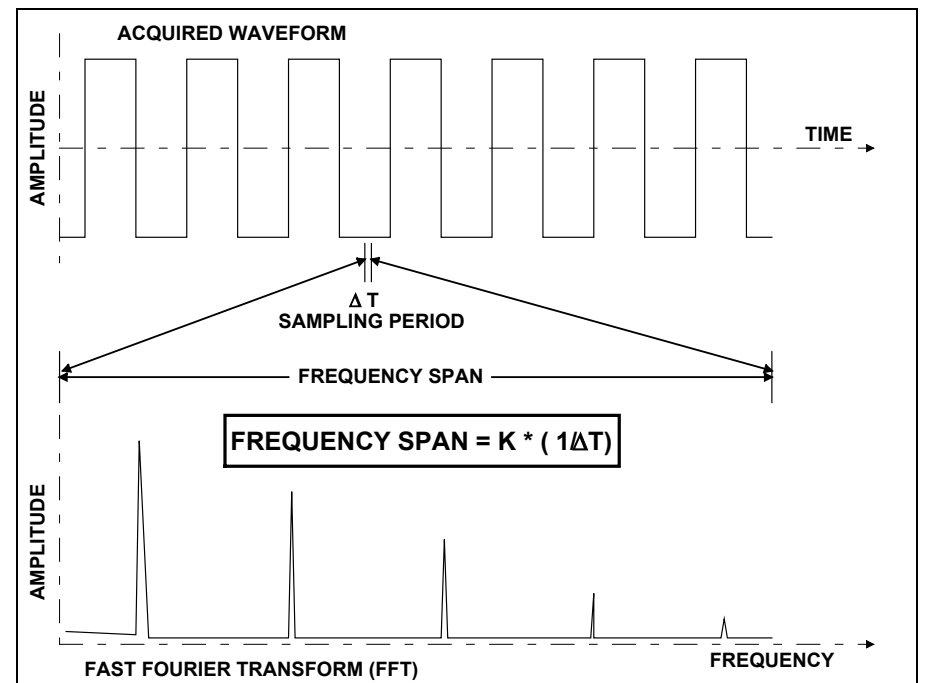 ACQUIRED WAVEFORM
AMPLITUDE
TIME
Δ T
SAMPLING PERIOD
FREQUENCY SPAN
FREQUENCY SPAN = K * ( 1/ΔT)
AMPLITUDE
FREQUENCY
FAST FOURIER TRANSFORM (FFT)